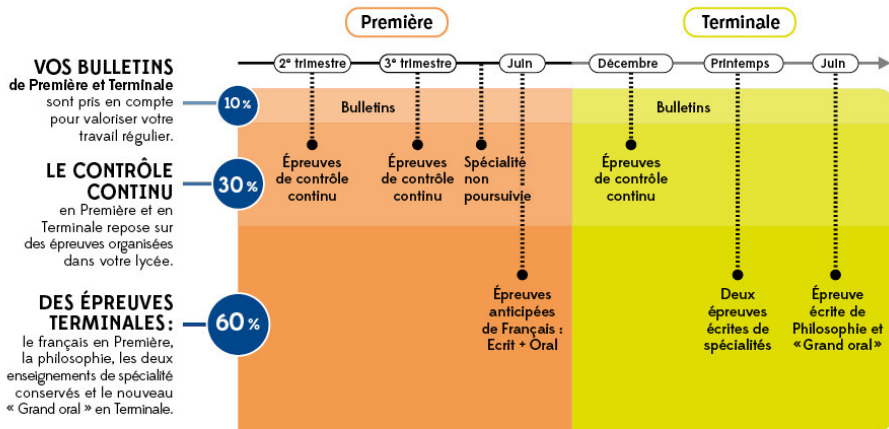 Première
Terminale
2e trimestre
3e trimestre
Juin
Décembre
Printemps
Juin
VOS BULLETINS
de Première et Terminale
sont pris en compte
pour valoriser votre
travail régulier.
10 %
Bulletins
Bulletins
LE CONTRÔLE
CONTINU
en Première et en
Terminale repose sur
des épreuves organisées
dans votre lycée.
30 %
Épreuves
de contrôle
continu
Épreuves
de contrôle
continu
Spécialité
non
poursuivie
Épreuves
de contrôle
continu
DES ÉPREUVES
TERMINALES :
le français en Première,
la philosophie, les deux
enseignements de spécialité
conservés et le nouveau
« Grand oral » en Terminale.
60 %
Épreuves
anticipées
de Français :
Ecrit + Oral
Deux
épreuves
écrites de
spécialités
Épreuve
écrite de
Philosophie et
« Grand oral »